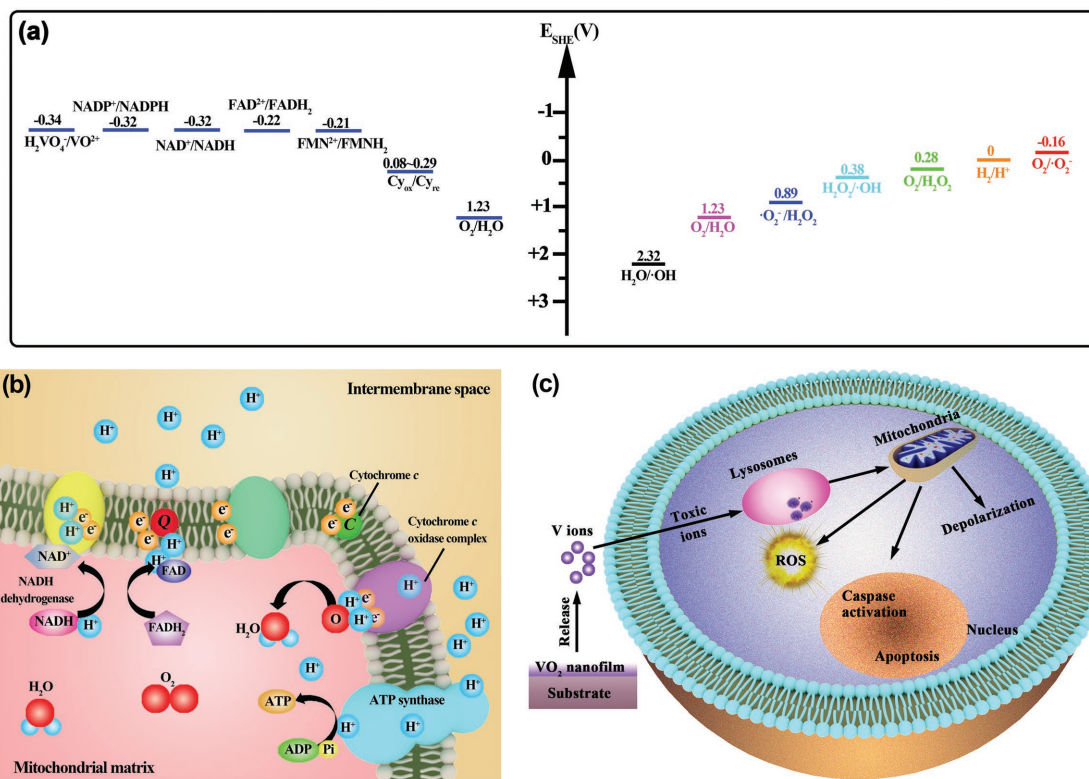 (a)
E_SHE(V)
-1
0
+1
+2
+3
-0.34
H₂VO₄⁻/VO²⁺
NADP⁺/NADPH
-0.32
-0.32
NAD⁺/NADH
FAD²⁺/FADH₂
-0.22
-0.21
FMN²⁺/FMNH₂
0.08~0.29
Cy_ox/Cy_re
1.23
O₂/H₂O
2.32
H₂O/·OH
1.23
O₂/H₂O
0.89
·O₂⁻/H₂O₂
0.38
H₂O₂/·OH
0.28
O₂/H₂O₂
0
H₂/H⁺
-0.16
O₂/·O₂⁻
(b)
Intermembrane space
H⁺
H⁺
H⁺
H⁺
H⁺
Cytochrome c
Cytochrome c
oxidase complex
H⁺
e⁻
H⁺
e⁻
e⁻
Q
e⁻
e⁻
H⁺
H⁺
FAD
e⁻
e⁻
e⁻
e⁻
C
NAD⁺
NADH
dehydrogenase
NADH
H⁺
FADH₂
H₂O
O
H⁺
e⁻
H⁺
e⁻
H⁺
H⁺
H⁺
H⁺
H⁺
H⁺
H⁺
H₂O
O₂
ATP
ADP
Pi
H⁺
ATP synthase
H⁺
Mitochondrial matrix
(c)
Mitochondria
Lysosomes
Toxic
ions
V ions
Depolarization
ROS
Release
Caspase
activation
Nucleus
Apoptosis
VO₂ nanofilm
Substrate